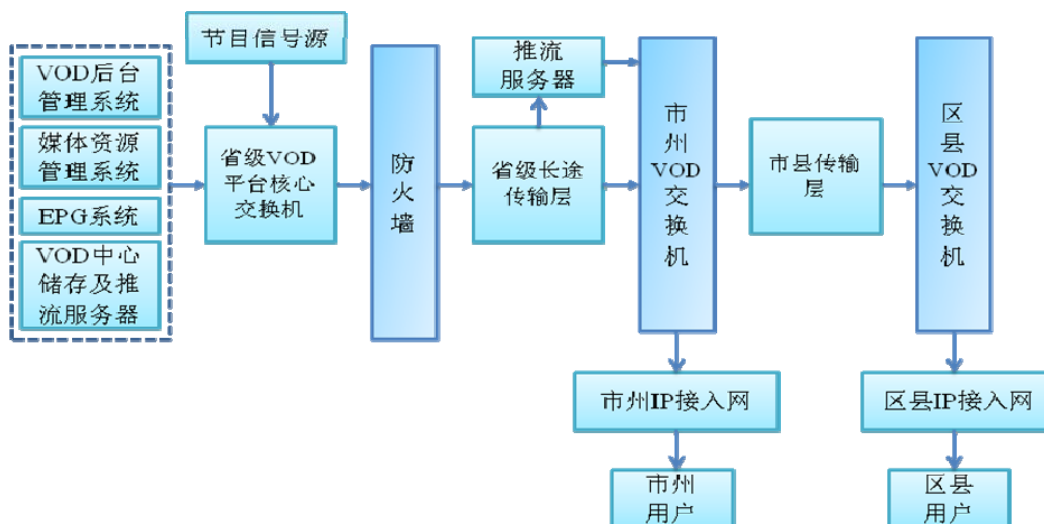 节目信号源
VOD后台
管理系统
媒体资源
管理系统
EPG系统
VOD中心
储存及推
流服务器
省级VOD
平台核心
交换机
防
火
墙
推流
服务器
省级长途
传输层
市
州
VOD
交
换
机
市县传输
层
区
县
VOD
交
换
机
市州IP接入网
区县IP接入网
市州
用户
区县
用户